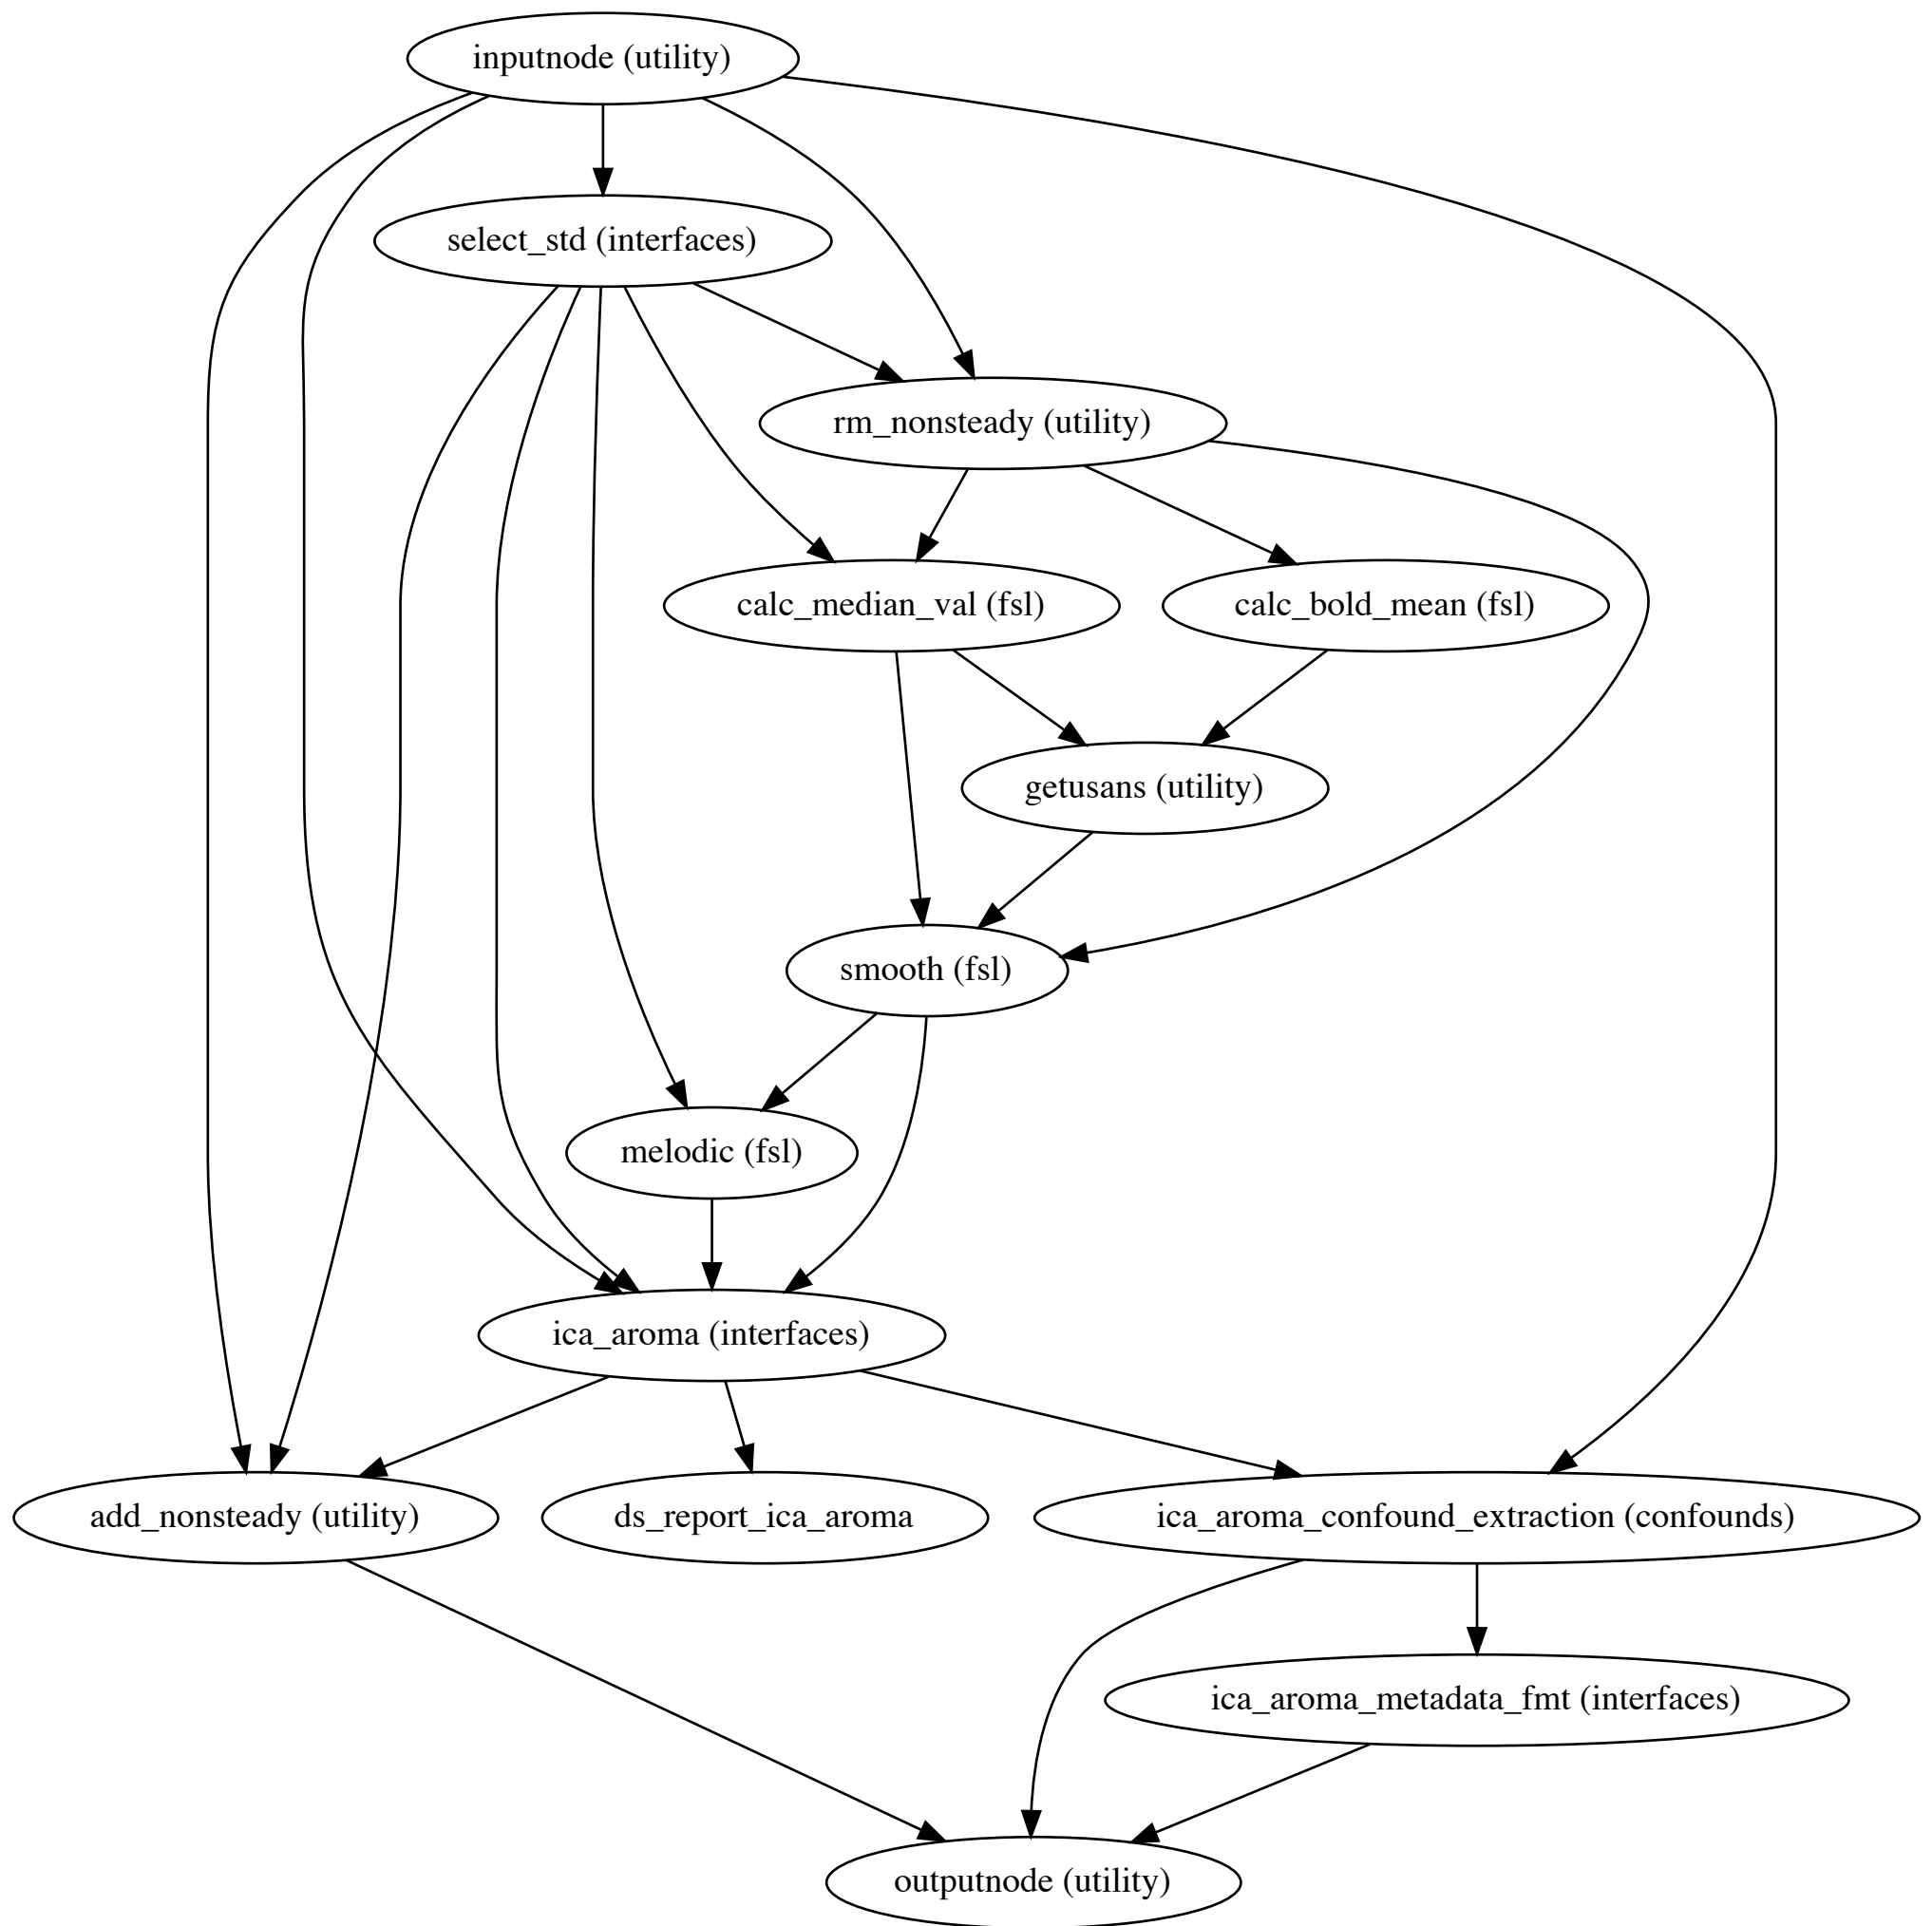 inputnode (utility)
select_std (interfaces)
rm_nonsteady (utility)
calc_median_val (fsl)
calc_bold_mean (fsl)
getusans (utility)
smooth (fsl)
melodic (fsl)
ica_aroma (interfaces)
add_nonsteady (utility)
ds_report_ica_aroma
ica_aroma_confound_extraction (confounds)
ica_aroma_metadata_fmt (interfaces)
outputnode (utility)